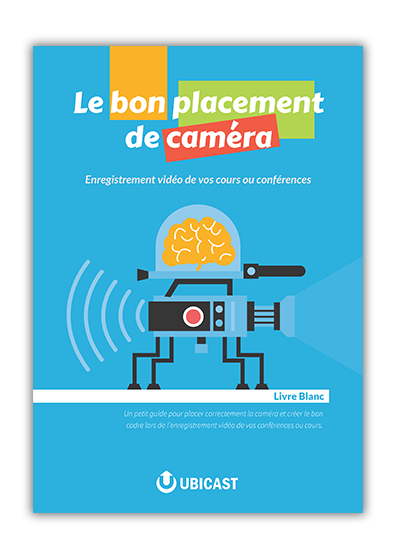 Le bon placement
de caméra
Enregistrement vidéo de vos cours ou conférences
Livre Blanc
Un petit guide pour placer correctement la caméra et créer le bon
cadre lors de l'enregistrement vidéo de vos conférences ou cours.
UBICAST